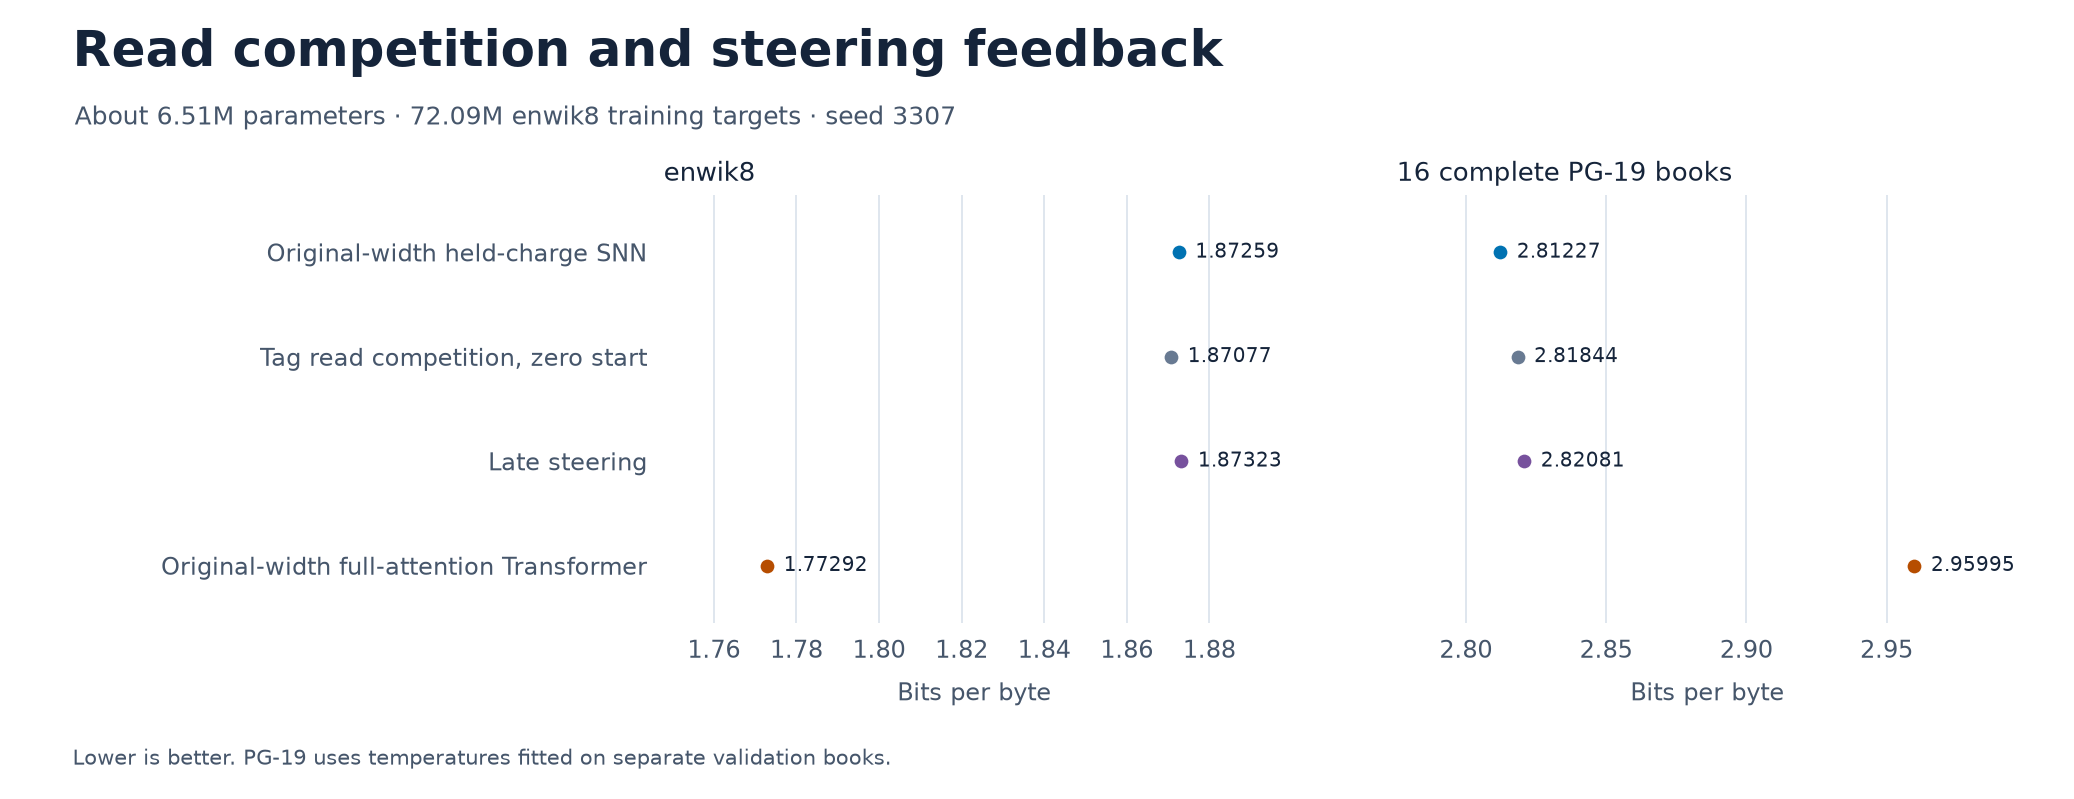 Read competition and steering feedback
About 6.51M parameters · 72.09M enwik8 training targets · seed 3307
enwik8
16 complete PG-19 books
Original-width held-charge SNN
1.87259
2.81227
Tag read competition, zero start
1.87077
2.81844
Late steering
1.87323
2.82081
Original-width full-attention Transformer
1.77292
2.95995
1.76 1.78 1.80 1.82 1.84 1.86 1.88
2.80 2.85 2.90 2.95
Bits per byte
Bits per byte
Lower is better. PG-19 uses temperatures fitted on separate validation books.